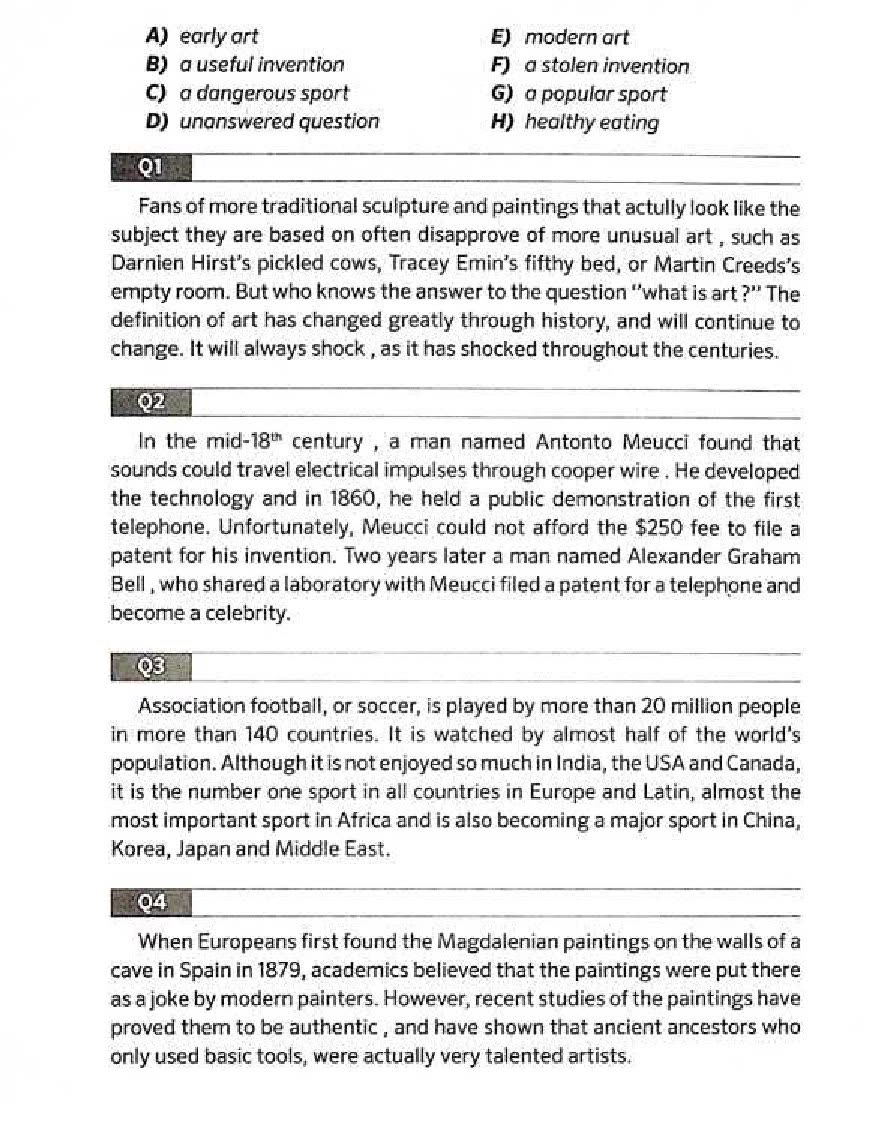 A) early art
B) a useful invention
C) a dangerous sport
D) unanswered question
E) modern art
F) a stolen invention
G) a popular sport
H) healthy eating
Q1
Fans of more traditional sculpture and paintings that actully look like the
subject they are based on often disapprove of more unusual art , such as
Darnien Hirst's pickled cows, Tracey Emin's fifthy bed, or Martin Creeds's
empty room. But who knows the answer to the question "what is art ?" The
definition of art has changed greatly through history, and will continue to
change. It will always shock , as it has shocked throughout the centuries.
Q2
In the mid-18th century , a man named Antonto Meucci found that
sounds could travel electrical impulses through cooper wire . He developed
the technology and in 1860, he held a public demonstration of the first
telephone. Unfortunately, Meucci could not afford the $250 fee to file a
patent for his invention. Two years later a man named Alexander Graham
Bell , who shared a laboratory with Meucci filed a patent for a telephone and
become a celebrity.
Q3
Association football, or soccer, is played by more than 20 million people
in more than 140 countries. It is watched by almost half of the world's
population. Although it is not enjoyed so much in India, the USA and Canada,
it is the number one sport in all countries in Europe and Latin, almost the
most important sport in Africa and is also becoming a major sport in China,
Korea, Japan and Middle East.
Q4
When Europeans first found the Magdalenian paintings on the walls of a
cave in Spain in 1879, academics believed that the paintings were put there
as a joke by modern painters. However, recent studies of the paintings have
proved them to be authentic , and have shown that ancient ancestors who
only used basic tools, were actually very talented artists.